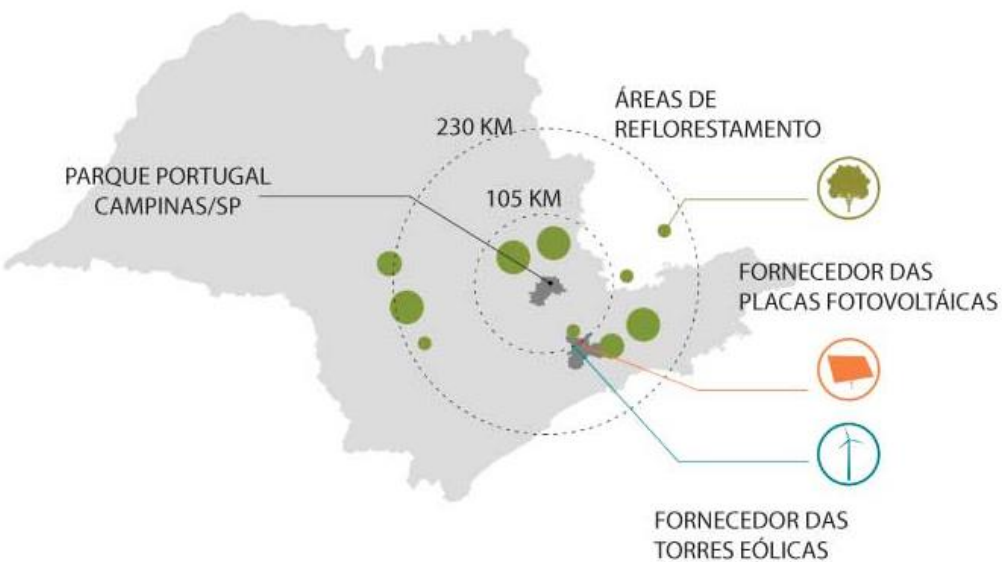 ÁREAS DE
REFLORESTAMENTO
230 KM
PARQUE PORTUGAL
CAMPINAS/SP
105 KM
FORNECEDOR DAS
PLACAS FOTOVOLTÁICAS
FORNECEDOR DAS
TORRES EÓLICAS